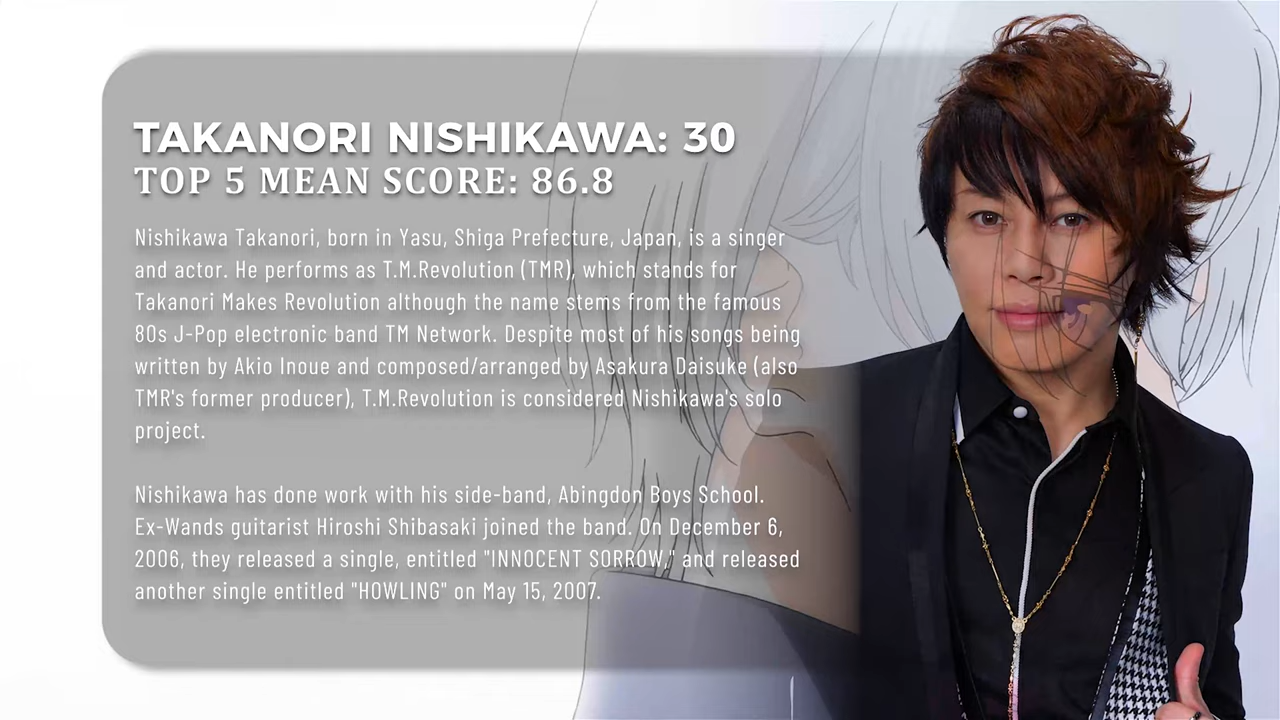 TAKANORI NISHIKAWA: 30
TOP 5 MEAN SCORE: 86.8
Nishikawa Takanori, born in Yasu, Shiga Prefecture, Japan, is a singer
and actor. He performs as T.M.Revolution (TMR), which stands for
Takanori Makes Revolution although the name stems from the famous
80s J-Pop electronic band TM Network. Despite most of his songs being
written by Akio Inoue and composed/arranged by Asakura Daisuke (also
TMR's former producer), T.M.Revolution is considered Nishikawa's solo
project.
Nishikawa has done work with his side-band, Abingdon Boys School.
Ex-Wands guitarist Hiroshi Shibasaki joined the band. On December 6,
2006, they released a single, entitled "INNOCENT SORROW," and released
another single entitled "HOWLING" on May 15, 2007.